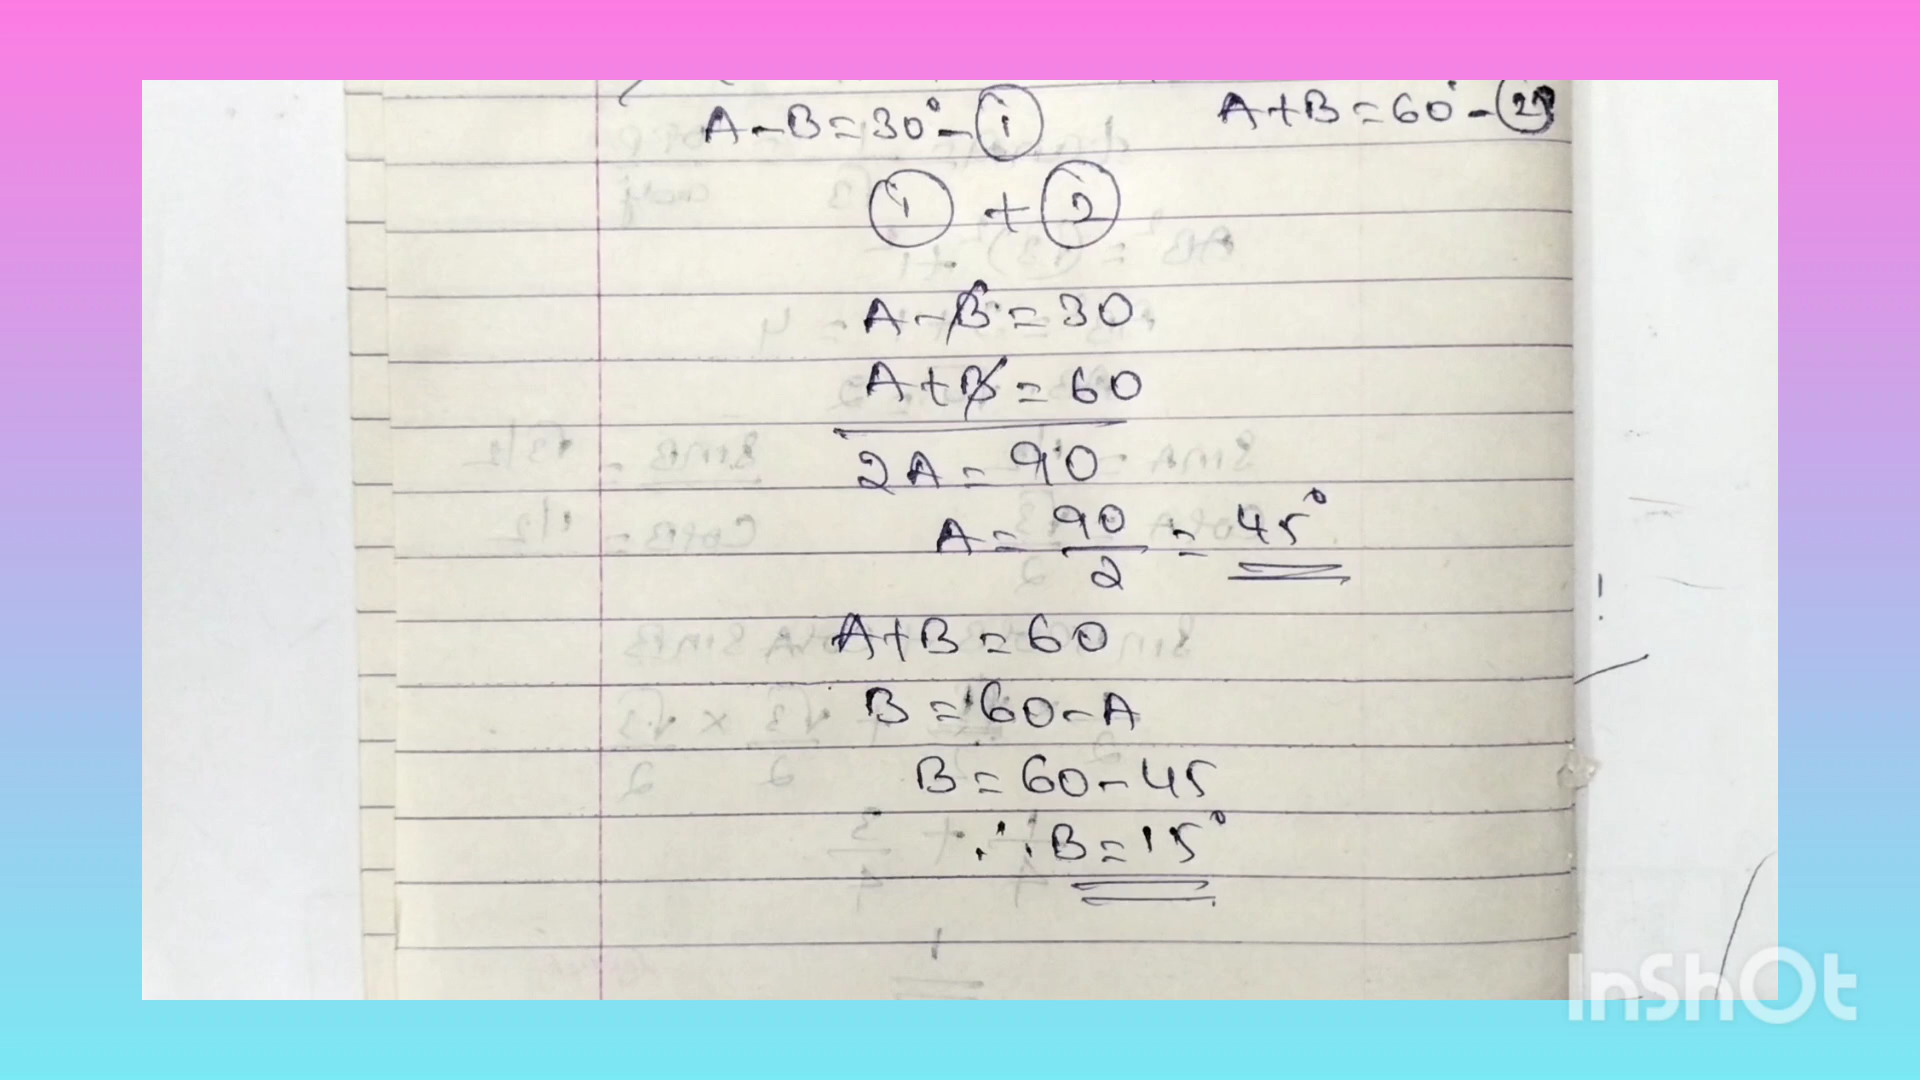 A-B=30°-① A+B=60°-②
①+②
A-B=30
A+B=60
2A=90
A=90/2=45°
A+B=60
B=60-A
B=60-45
∴B=15°
InShOt